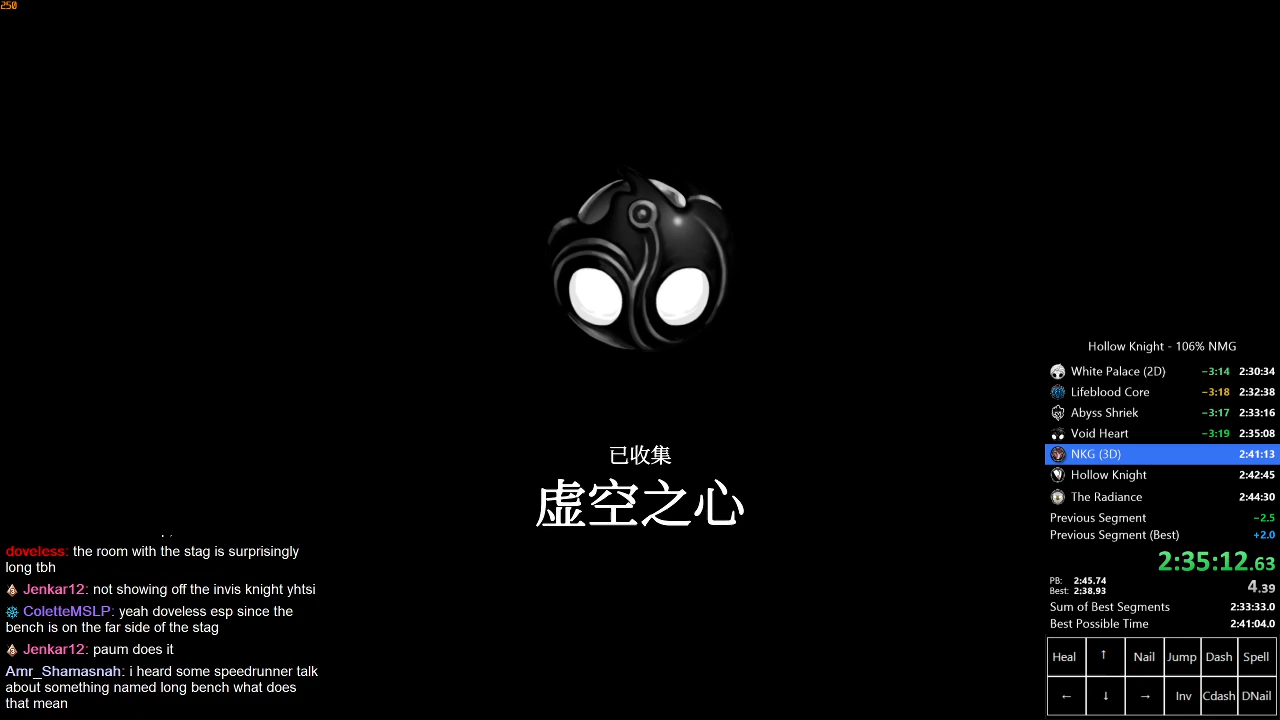 250
已收集
虚空之心
doveless: the room with the stag is surprisingly
long tbh
Jenkar12: not showing off the invis knight yhtsi
ColetteMSLP: yeah doveless esp since the
bench is on the far side of the stag
Jenkar12: paum does it
Amr_Shamasnah: i heard some speedrunner talk
about something named long bench what does
that mean
Hollow Knight - 106% NMG
White Palace (2D) −3:14 2:30:34
Lifeblood Core −3:18 2:32:38
Abyss Shriek −3:17 2:33:16
Void Heart −3:19 2:35:08
NKG (3D) 2:41:13
Hollow Knight 2:42:45
The Radiance 2:44:30
Previous Segment −2.5
Previous Segment (Best) +2.0
2:35:12.63
PB: 2:45.74
Best: 2:38.93
4.39
Sum of Best Segments 2:33:33.0
Best Possible Time 2:41:04.0
Heal ↑ Nail Jump Dash Spell
← ↓ → Inv Cdash DNail